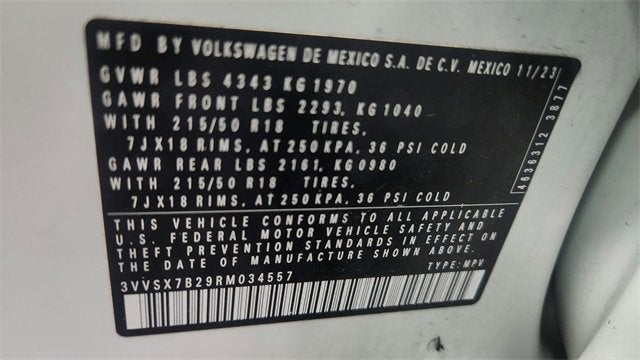 MFD BY VOLKSWAGEN DE MEXICO S.A. DE C.V. MEXICO 11/23
GVWR LBS 4343 KG1970
GAWR FRONT LBS 2293, KG1040
WITH 215/50 R18 TIRES,
7JX18 RIMS, AT 250KPA, 36 PSI COLD
GAWR REAR LBS 2161, KG0980
WITH 215/50 R18 TIRES,
7JX18 RIMS, AT 250KPA, 36 PSI COLD
THIS VEHICLE CONFORMS TO ALL APPLICABLE
U.S. FEDERAL MOTOR VEHICLE SAFETY AND
THEFT PREVENTION STANDARDS IN EFFECT ON
THE DATE OF MANUFACTURE SHOWN ABOVE.
3VVSX7B29RM034557 TYPE: MPV
4636312 3877